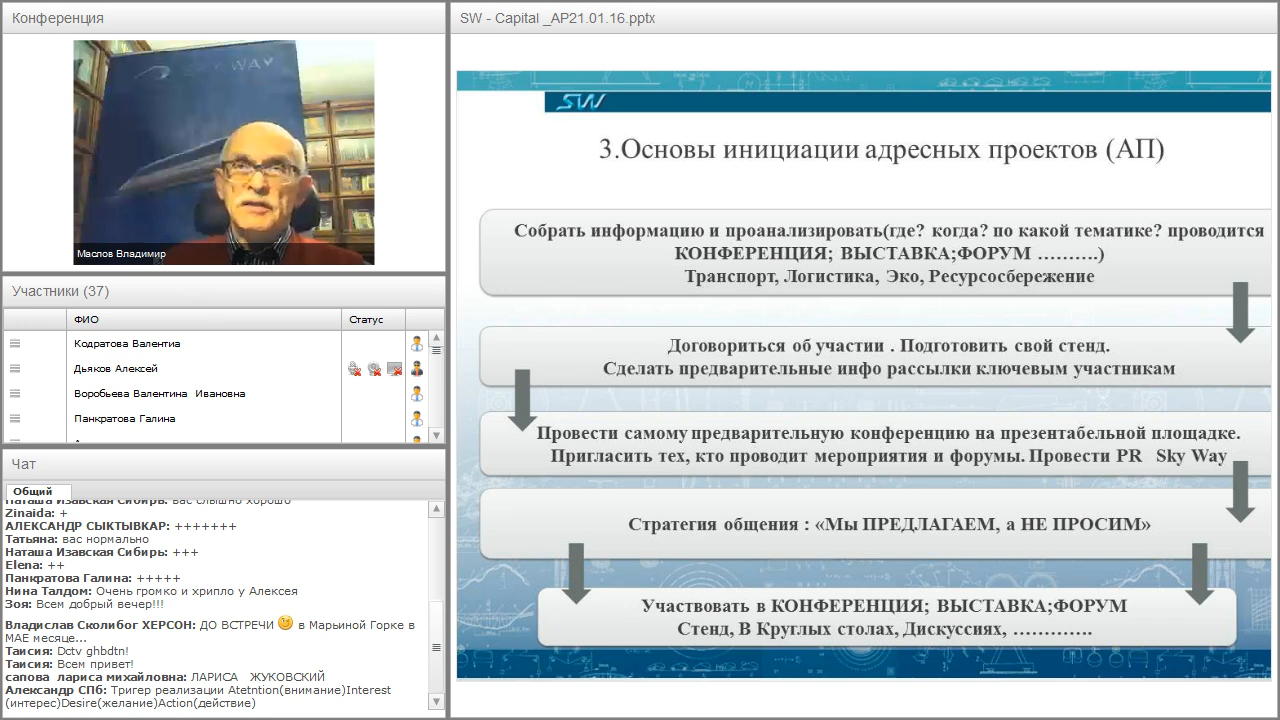 Конференция
SKY WAY
Маслов Владимир
Участники (37)
ФИО
Статус
Кодратова Валентиа
Дьяков Алексей
Воробьева Валентина Ивановна
Панкратова Галина
Чат
Общий
Наташа Изавская Сибирь: вас слышно хорошо
Zinaida: +
АЛЕКСАНДР СЫКТЫВКАР: +++++++
Татьяна: вас нормально
Наташа Изавская Сибирь: +++
Elena: ++
Панкратова Галина: +++++
Нина Талдом: Очень громко и хрипло у Алексея
Зоя: Всем добрый вечер!!!
Владислав Сколибог ХЕРСОН: ДО ВСТРЕЧИ в Марьиной Горке в
МАЕ месяце...
Таисия: Dctv ghbdtn!
Таисия: Всем привет!
сапова лариса михайловна: ЛАРИСА ЖУКОВСКИЙ
Александр СПб: Тригер реализации Atetntion(внимание)Interest
(интерес)Desire(желание)Action(действие)
SW - Capital _AP21.01.16.pptx
SW
3.Основы инициации адресных проектов (АП)
Собрать информацию и проанализировать(где? когда? по какой тематике? проводится
КОНФЕРЕНЦИЯ; ВЫСТАВКА;ФОРУМ ……….)
Транспорт, Логистика, Эко, Ресурсосбережение
Договориться об участии . Подготовить свой стенд.
Сделать предварительные инфо рассылки ключевым участникам
Провести самому предварительную конференцию на презентабельной площадке.
Пригласить тех, кто проводит мероприятия и форумы. Провести PR Sky Way
Стратегия общения : «Мы ПРЕДЛАГАЕМ, а НЕ ПРОСИМ»
Участвовать в КОНФЕРЕНЦИЯ; ВЫСТАВКА;ФОРУМ
Стенд, В Круглых столах, Дискуссиях, ………….